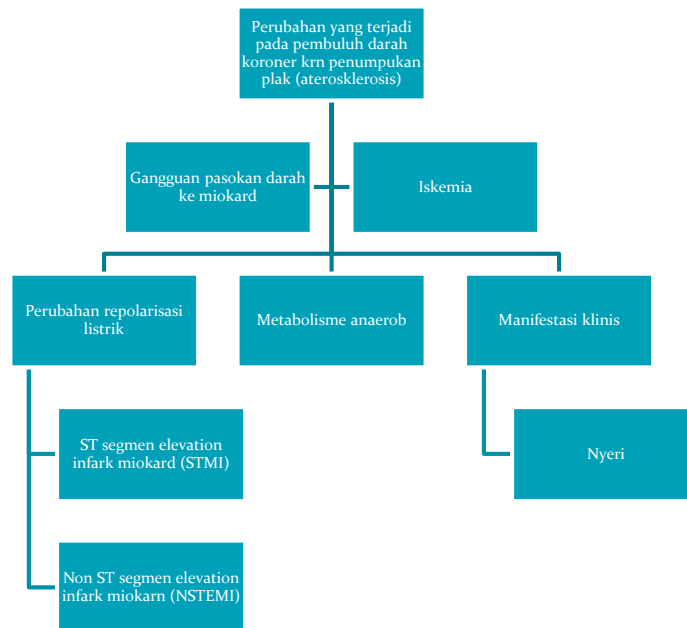 Perubahan yang terjadi
pada pembuluh darah
koroner krn penumpukan
plak (aterosklerosis)
Gangguan pasokan darah
ke miokard
Iskemia
Perubahan repolarisasi
listrik
Metabolisme anaerob
Manifestasi klinis
ST segmen elevation
infark miokard (STMI)
Nyeri
Non ST segmen elevation
infark miokarn (NSTEMI)